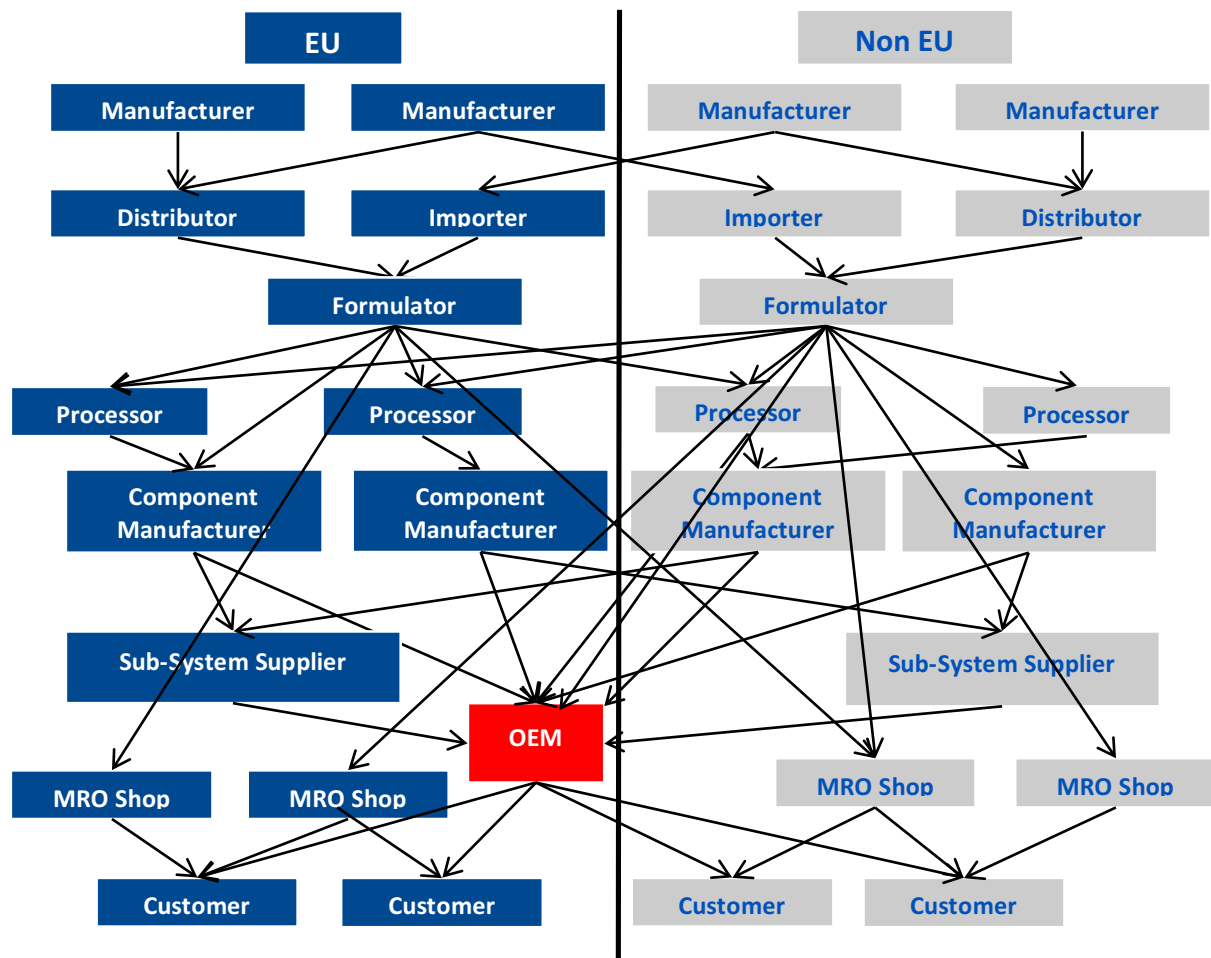 EU
Non EU
Manufacturer
Manufacturer
Manufacturer
Manufacturer
Distributor
Importer
Importer
Distributor
Formulator
Formulator
Processor
Processor
Processor
Processor
Component
Manufacturer
Component
Manufacturer
Component
Manufacturer
Component
Manufacturer
Sub-System Supplier
Sub-System Supplier
OEM
MRO Shop
MRO Shop
MRO Shop
MRO Shop
Customer
Customer
Customer
Customer